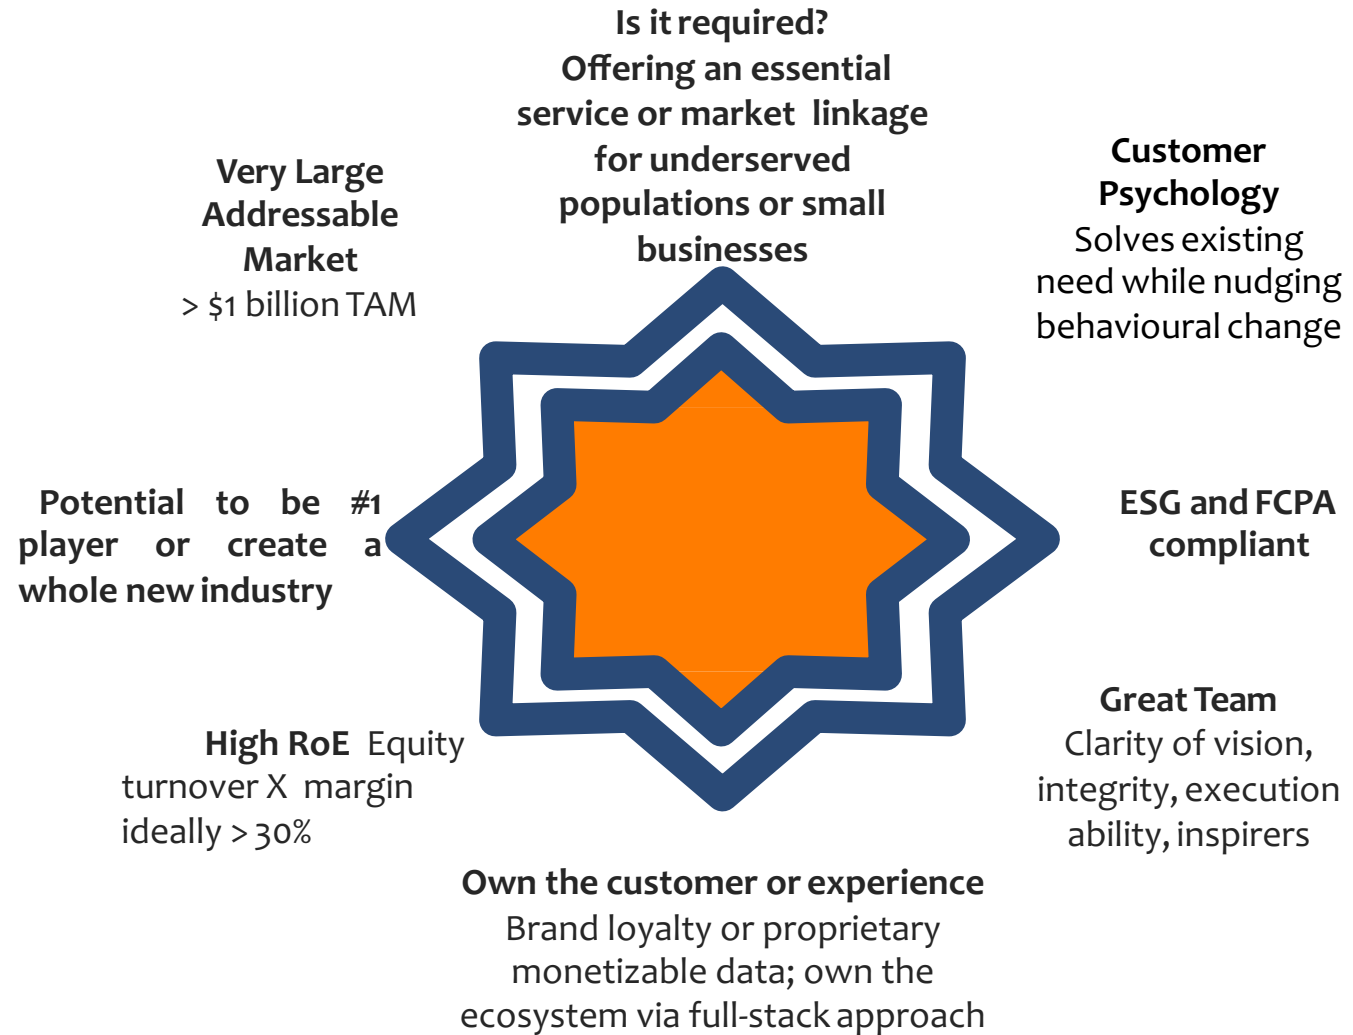 Is it required?
Offering an essential
service or market linkage
for underserved
populations or small
businesses
Very Large
Addressable
Market
> $1 billion TAM
Customer
Psychology
Solves existing
need while nudging
behavioural change
Potential to be #1
player or create a
whole new industry
ESG and FCPA
compliant
High RoE Equity
turnover X margin
ideally > 30%
Great Team
Clarity of vision,
integrity, execution
ability, inspirers
Own the customer or experience
Brand loyalty or proprietary
monetizable data; own the
ecosystem via full-stack approach